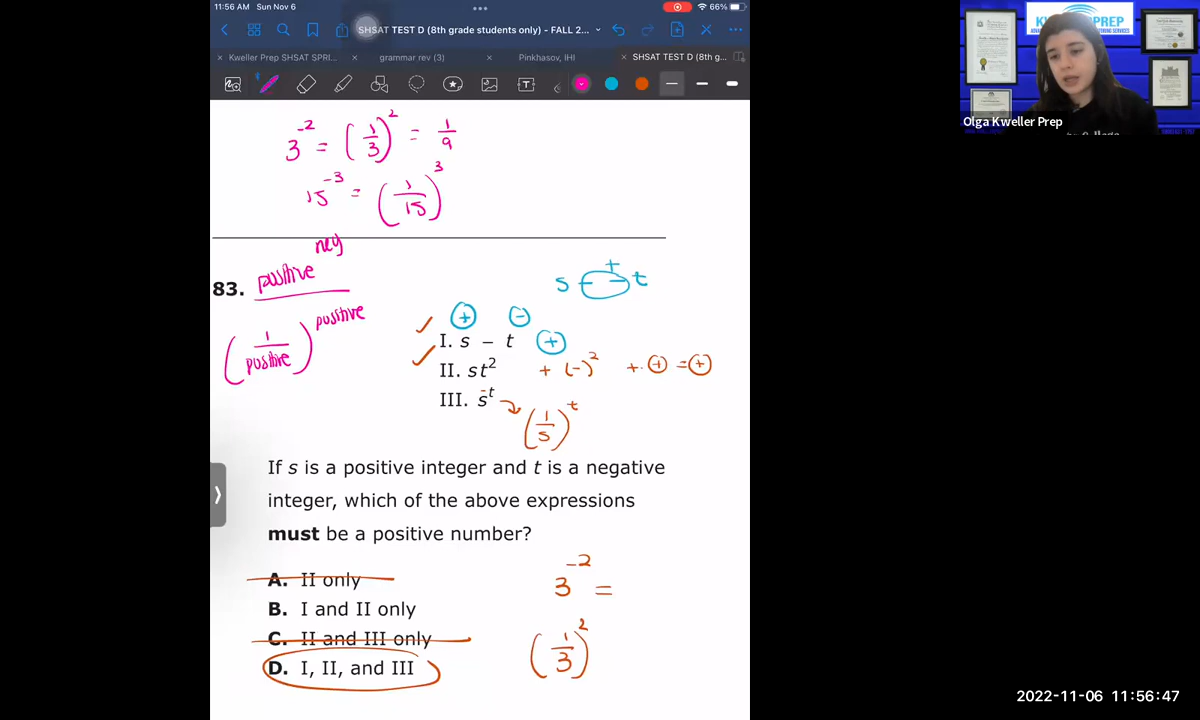 11:56 AM Sun Nov 6
66%
SHSAT TEST D (8th grade students only) - FALL 2...
Kweller Prep SHSAT SPRI...
grammar rev (3)
Pinkhasov, IHI
SHSAT TEST D (8th g...
3^-2 = (1/3)^2 = 1/9
15^-3 = (1/15)^3
positive^neg
(1/positive)^positive
83.
s - - t
+
+ -
I. s – t +
II. st² + (-)² + · + = +
III. s^-t (1/s)^t
If s is a positive integer and t is a negative
integer, which of the above expressions
must be a positive number?
A. II only
B. I and II only
C. II and III only
D. I, II, and III
3^-2 =
(1/3)^2
Olga Kweller Prep
2022-11-06 11:56:47